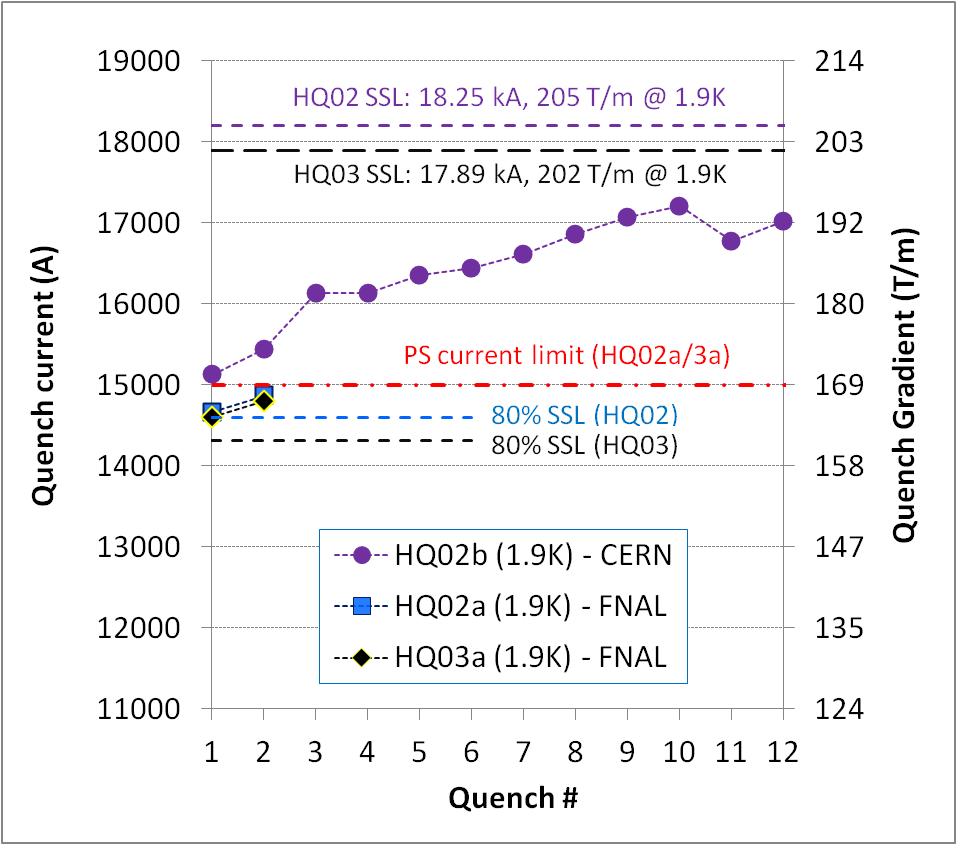 19000
18000
17000
16000
15000
14000
13000
12000
11000
Quench current (A)
214
203
192
180
169
158
147
135
124
Quench Gradient (T/m)
HQ02 SSL: 18.25 kA, 205 T/m @ 1.9K
HQ03 SSL: 17.89 kA, 202 T/m @ 1.9K
PS current limit (HQ02a/3a)
80% SSL (HQ02)
80% SSL (HQ03)
HQ02b (1.9K) - CERN
HQ02a (1.9K) - FNAL
HQ03a (1.9K) - FNAL
1 2 3 4 5 6 7 8 9 10 11 12
Quench #